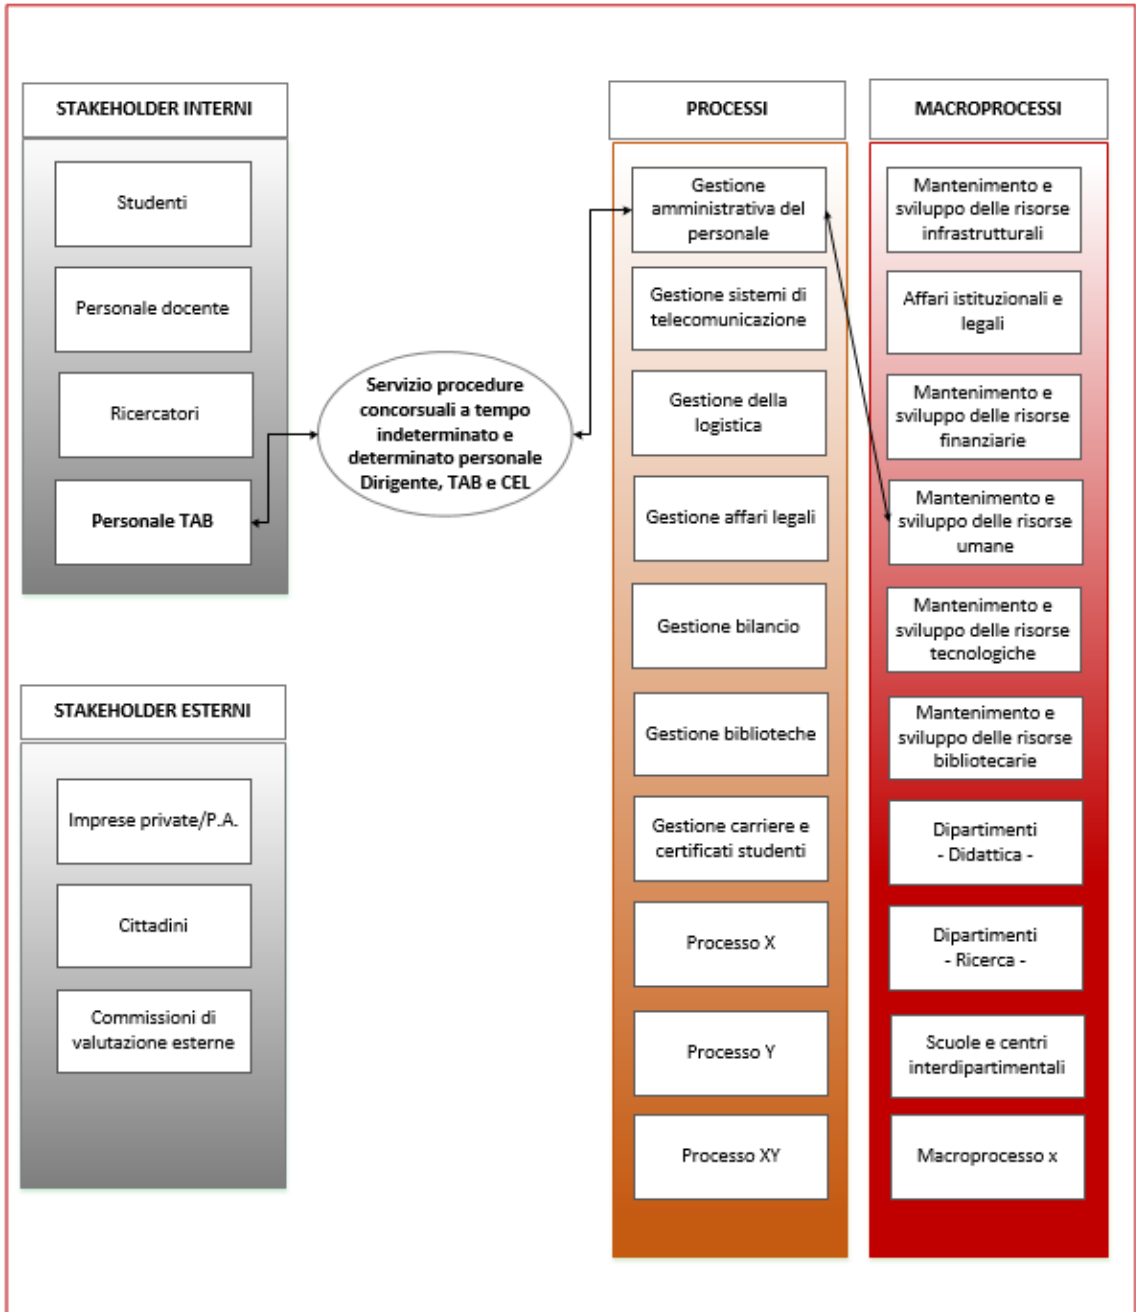 STAKEHOLDER INTERNI
Studenti
Personale docente
Ricercatori
Personale TAB
STAKEHOLDER ESTERNI
Imprese private/P.A.
Cittadini
Commissioni di
valutazione esterne
Servizio procedure
concorsuali a tempo
indeterminato e
determinato personale
Dirigente, TAB e CEL
PROCESSI
Gestione
amministrativa del
personale
Gestione sistemi di
telecomunicazione
Gestione della
logistica
Gestione affari legali
Gestione bilancio
Gestione biblioteche
Gestione carriere e
certificati studenti
Processo X
Processo Y
Processo XY
MACROPROCESSI
Mantenimento e
sviluppo delle risorse
infrastrutturali
Affari istituzionali e
legali
Mantenimento e
sviluppo delle risorse
finanziarie
Mantenimento e
sviluppo delle risorse
umane
Mantenimento e
sviluppo delle risorse
tecnologiche
Mantenimento e
sviluppo delle risorse
bibliotecarie
Dipartimenti
- Didattica -
Dipartimenti
- Ricerca -
Scuole e centri
interdipartimentali
Macroprocesso x